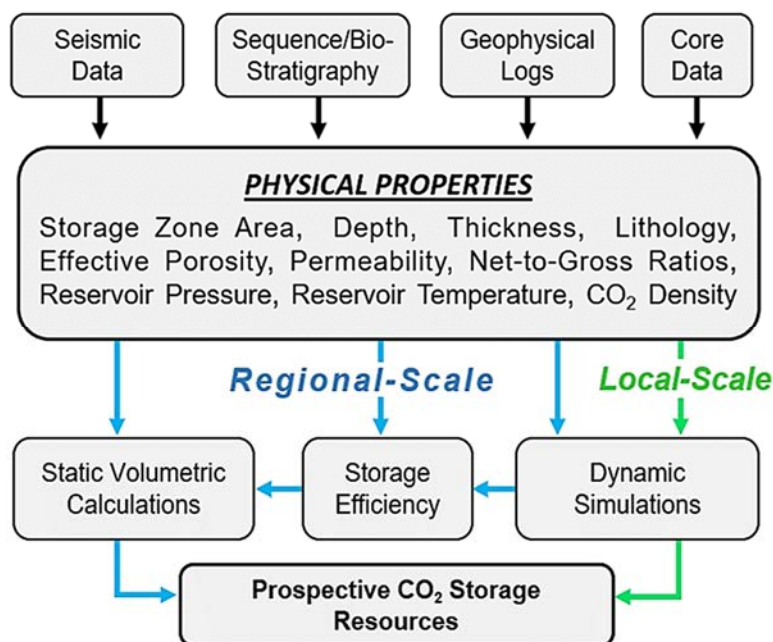 Seismic
Data
Sequence/Bio-
Stratigraphy
Geophysical
Logs
Core
Data
PHYSICAL PROPERTIES
Storage Zone Area, Depth, Thickness, Lithology,
Effective Porosity, Permeability, Net-to-Gross Ratios,
Reservoir Pressure, Reservoir Temperature, CO₂ Density
Regional-Scale
Local-Scale
Static Volumetric
Calculations
Storage
Efficiency
Dynamic
Simulations
Prospective CO₂ Storage
Resources